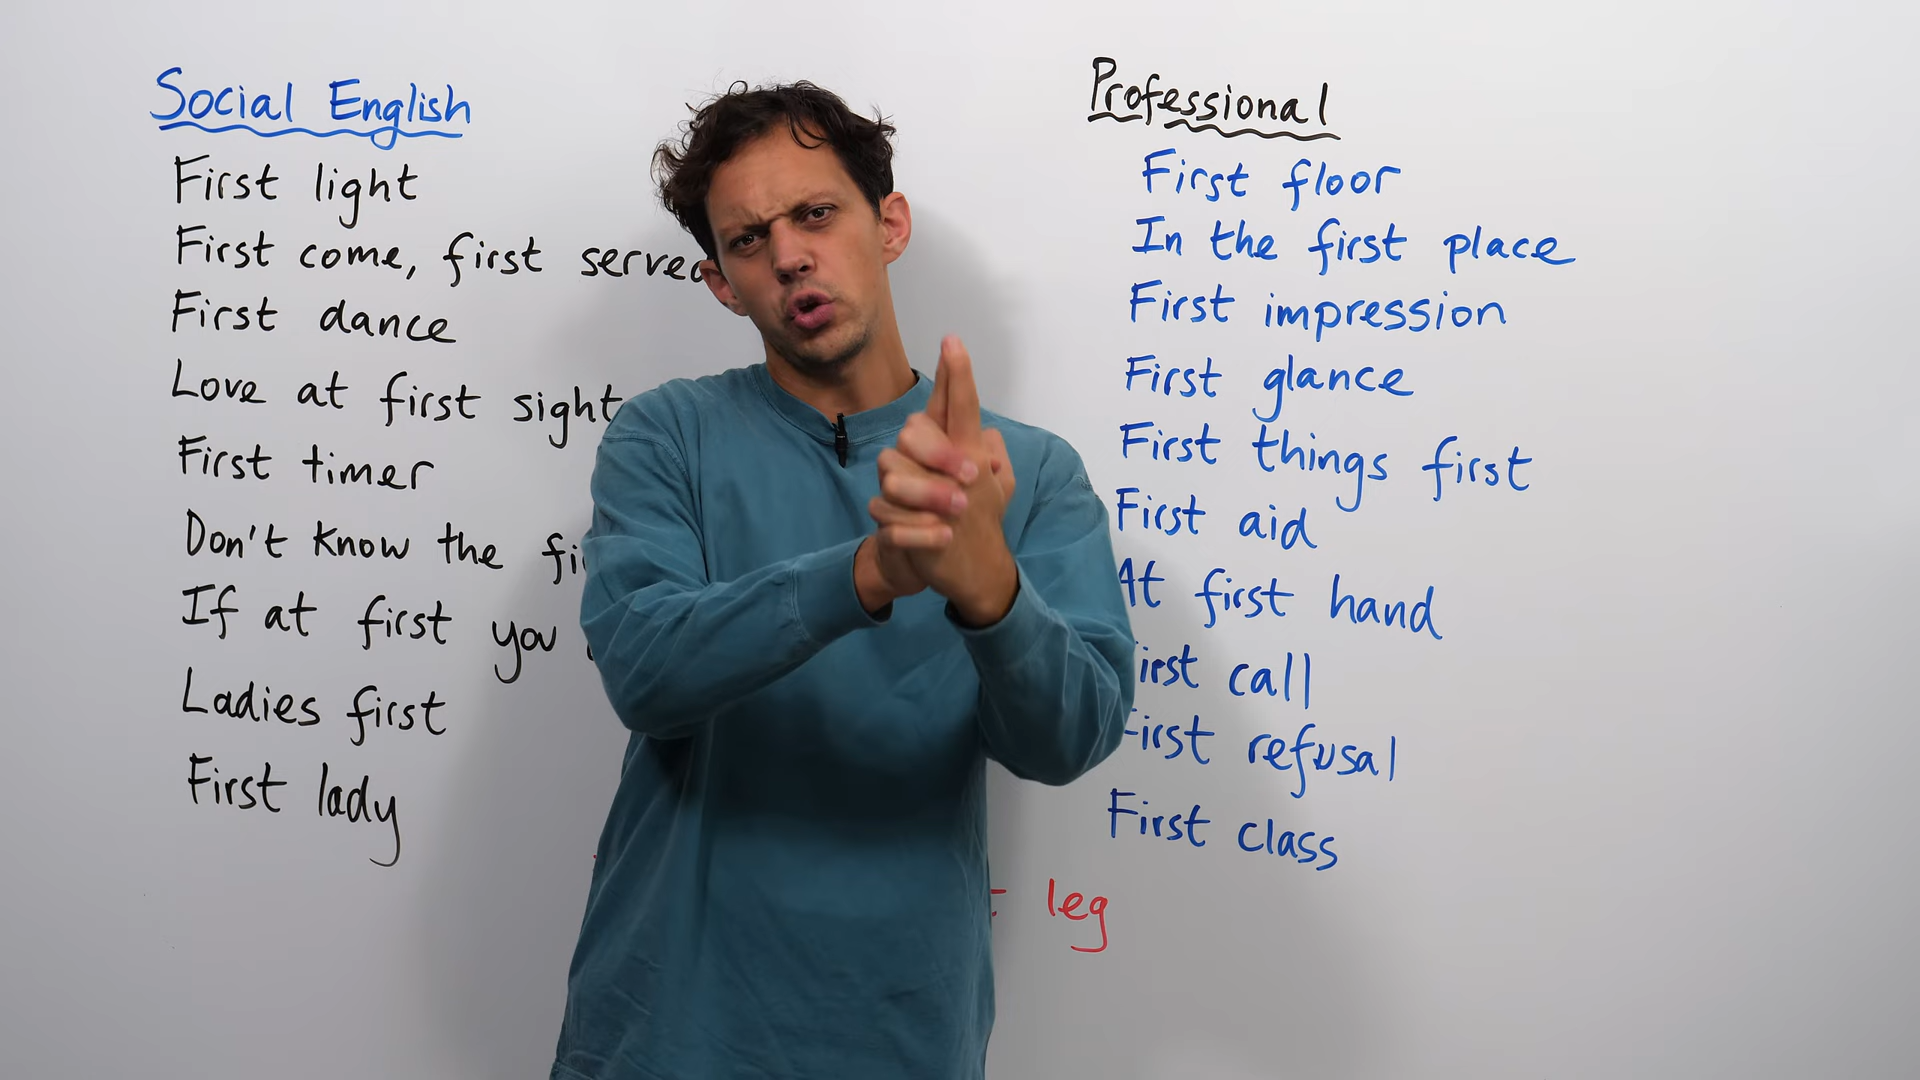 Social English
First light
First come, first served
First dance
Love at first sight
First timer
Don't know the
If at first you
Ladies first
First lady
Professional
First floor
In the first place
First impression
First glance
First things first
First aid
At first hand
First call
First refusal
First class
leg